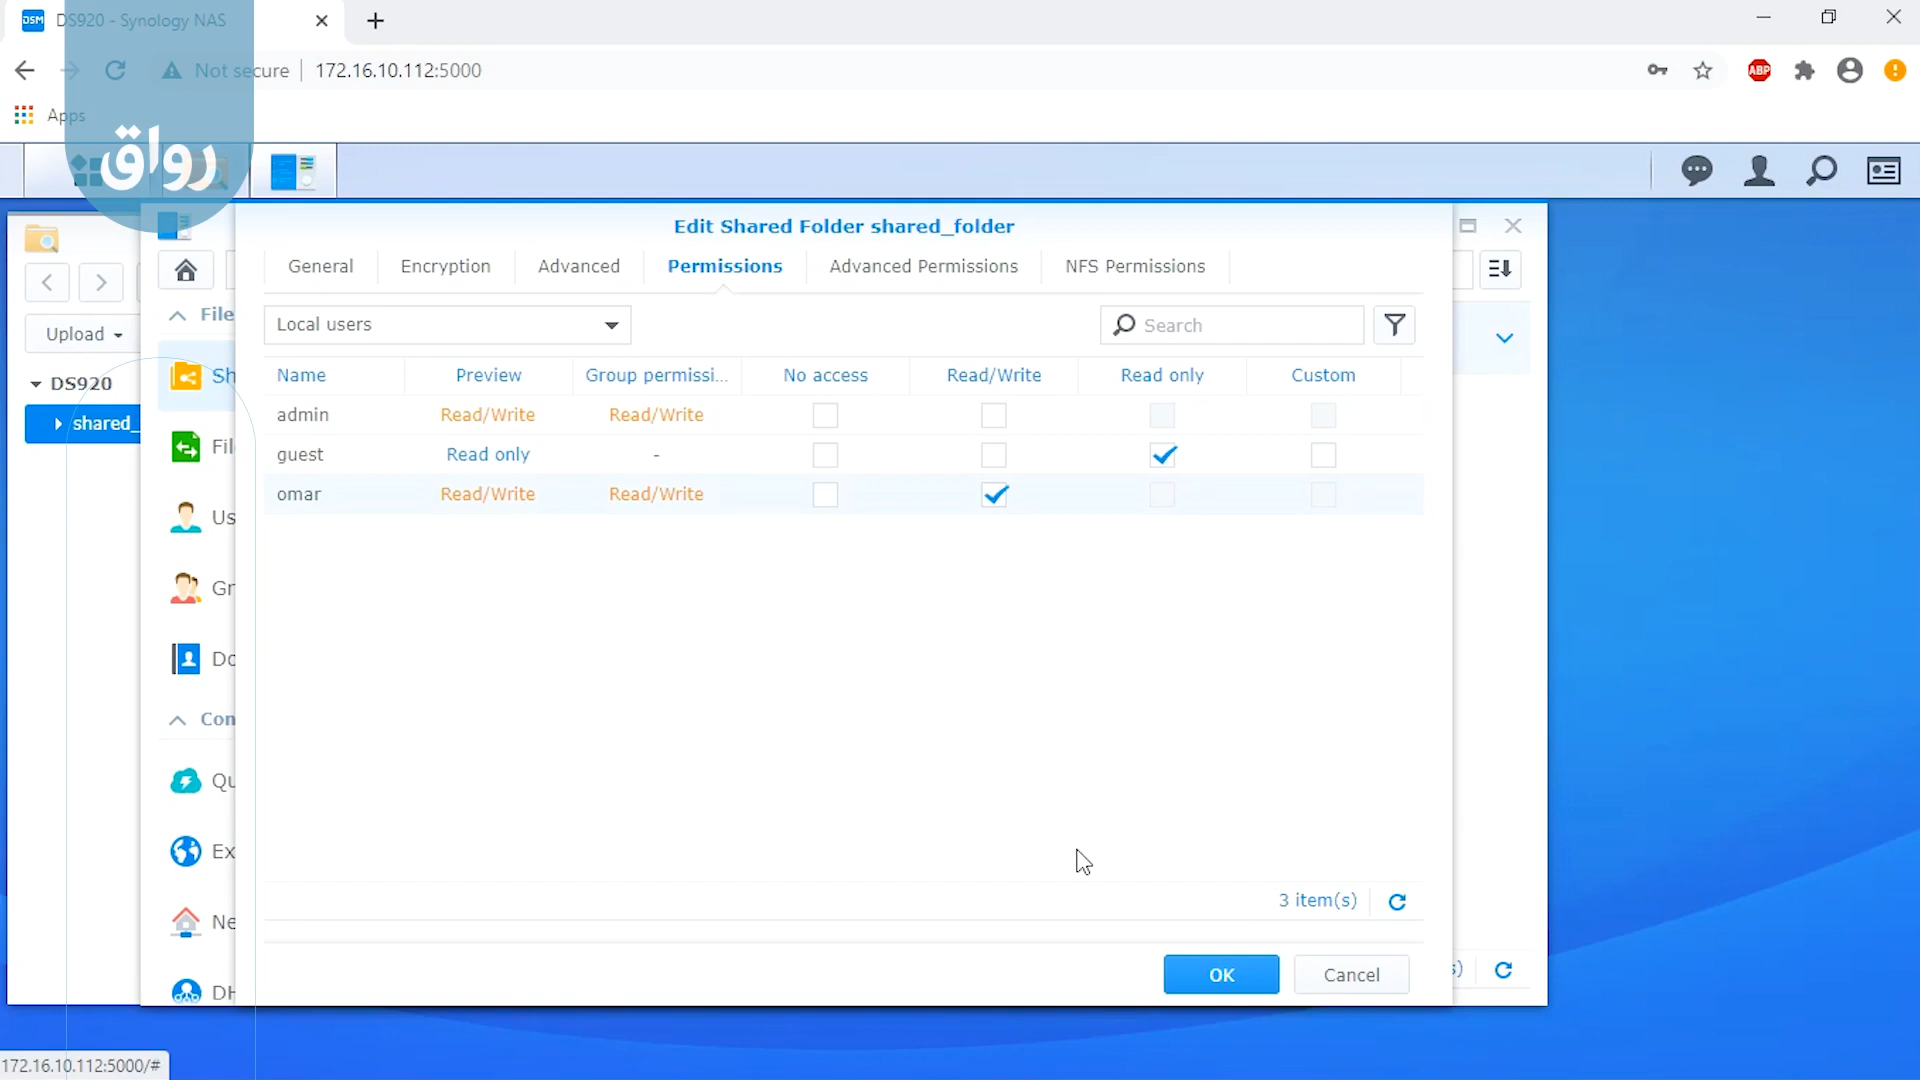 DSM DS920 - Synology NAS
Not secure 172.16.10.112:5000
ABP
Apps
رواق
Edit Shared Folder shared_folder
General Encryption Advanced Permissions Advanced Permissions NFS Permissions
File
Upload
Local users
Search
DS920
shared_
Sh
Fil
Us
Gr
Do
Con
Qu
Ex
Ne
DH
Name Preview Group permissi... No access Read/Write Read only Custom
admin Read/Write Read/Write
guest Read only -
omar Read/Write Read/Write
3 item(s)
OK Cancel
s)
172.16.10.112:5000/#